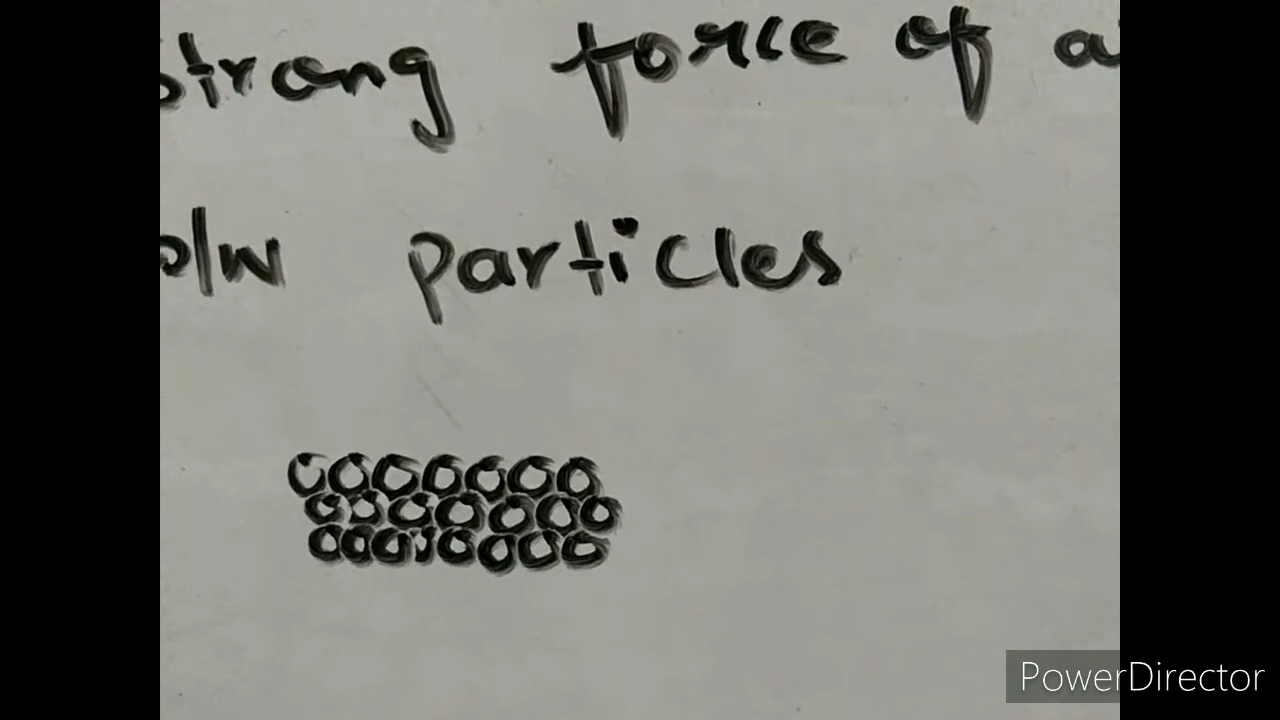 strong force of
b/w particles
PowerDirector